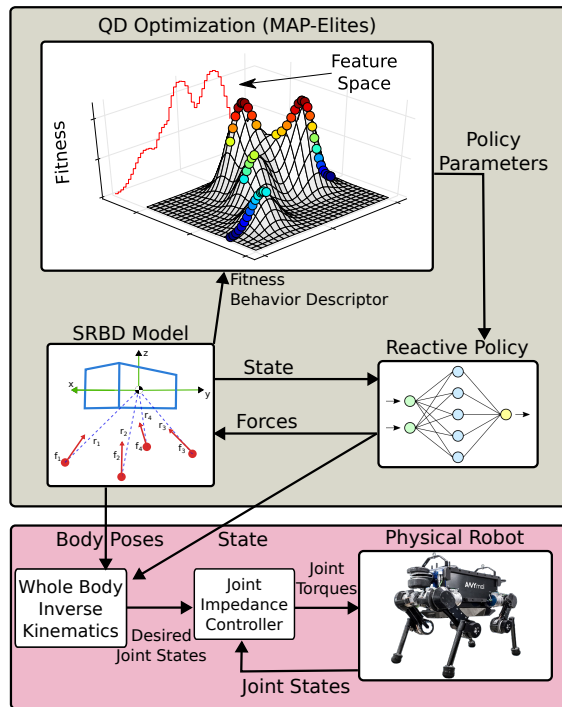 QD Optimization (MAP-Elites)
Feature
Space
Fitness
Policy
Parameters
Fitness
Behavior Descriptor
SRBD Model
Reactive Policy
z
x
y
r1
r2
r4
r3
f1
f2
f4
f3
State
Forces
Body Poses
State
Physical Robot
Whole Body
Inverse
Kinematics
Desired
Joint States
Joint
Impedance
Controller
Joint
Torques
ANYmal
Joint States